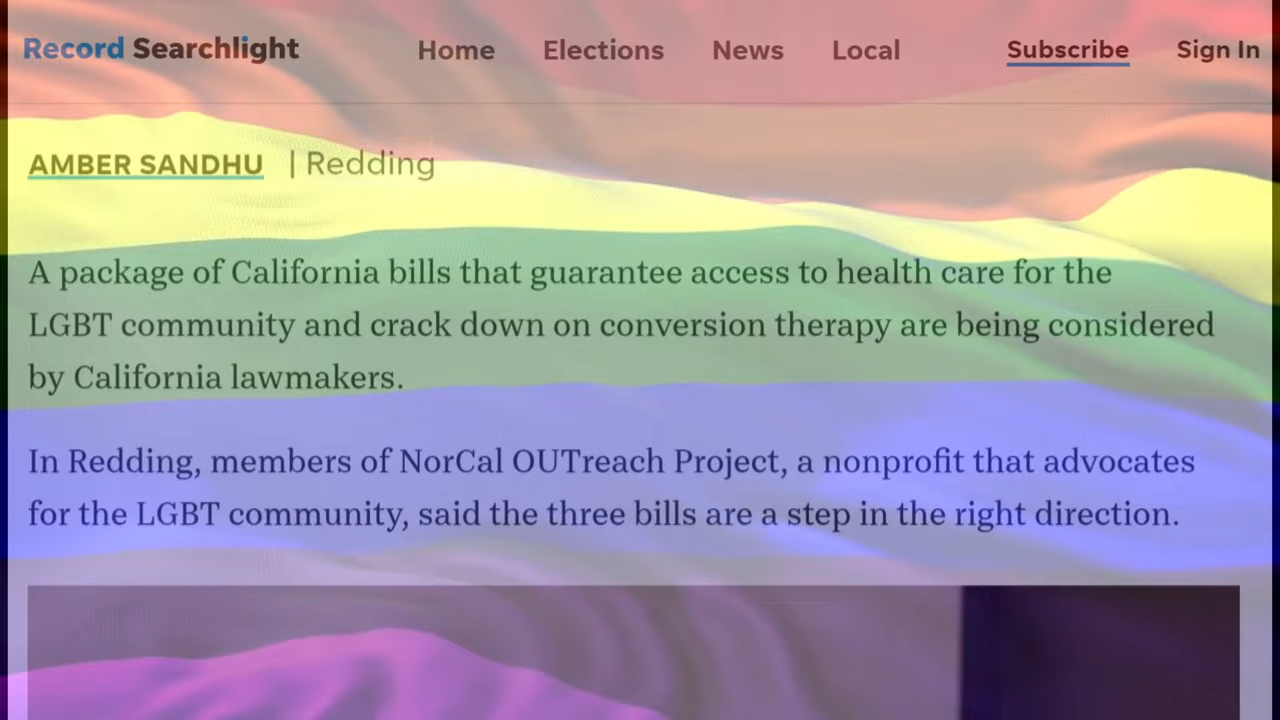 Record Searchlight Home Elections News Local Subscribe Sign In
AMBER SANDHU | Redding
A package of California bills that guarantee access to health care for the
LGBT community and crack down on conversion therapy are being considered
by California lawmakers.
In Redding, members of NorCal OUTreach Project, a nonprofit that advocates
for the LGBT community, said the three bills are a step in the right direction.